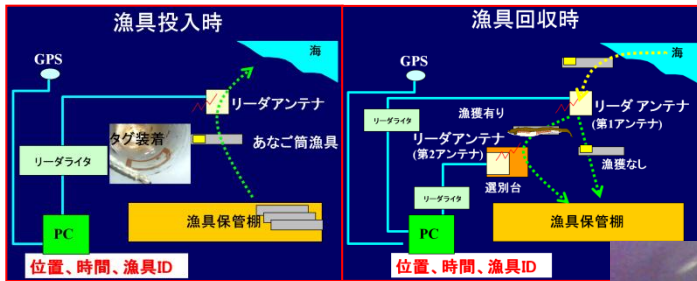 漁具投入時
海
GPS
リーダアンテナ
タグ装着
あなご筒漁具
リーダライタ
漁具保管棚
PC
位置、時間、漁具ID
漁具回収時
海
GPS
リーダ アンテナ
(第1アンテナ)
漁獲有り
リーダライタ
リーダアンテナ
(第2アンテナ)
漁獲なし
選別台
リーダライタ
漁具保管棚
PC
位置、時間、漁具ID